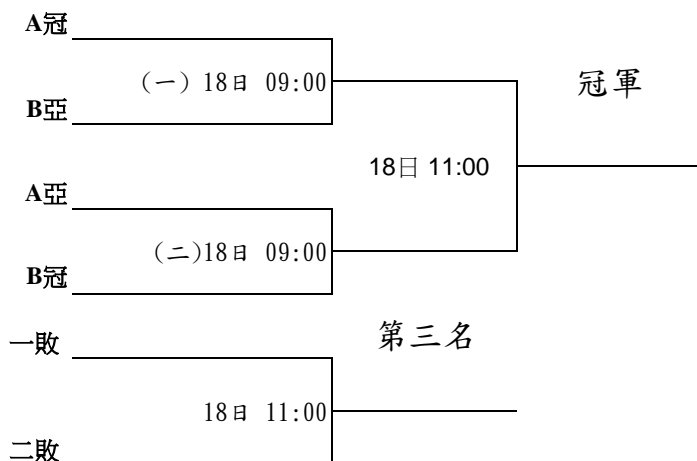 A冠
(一) 18日 09:00
冠軍
B亞
18日 11:00
A亞
(二)18日 09:00
B冠
第三名
一敗
18日 11:00
二敗